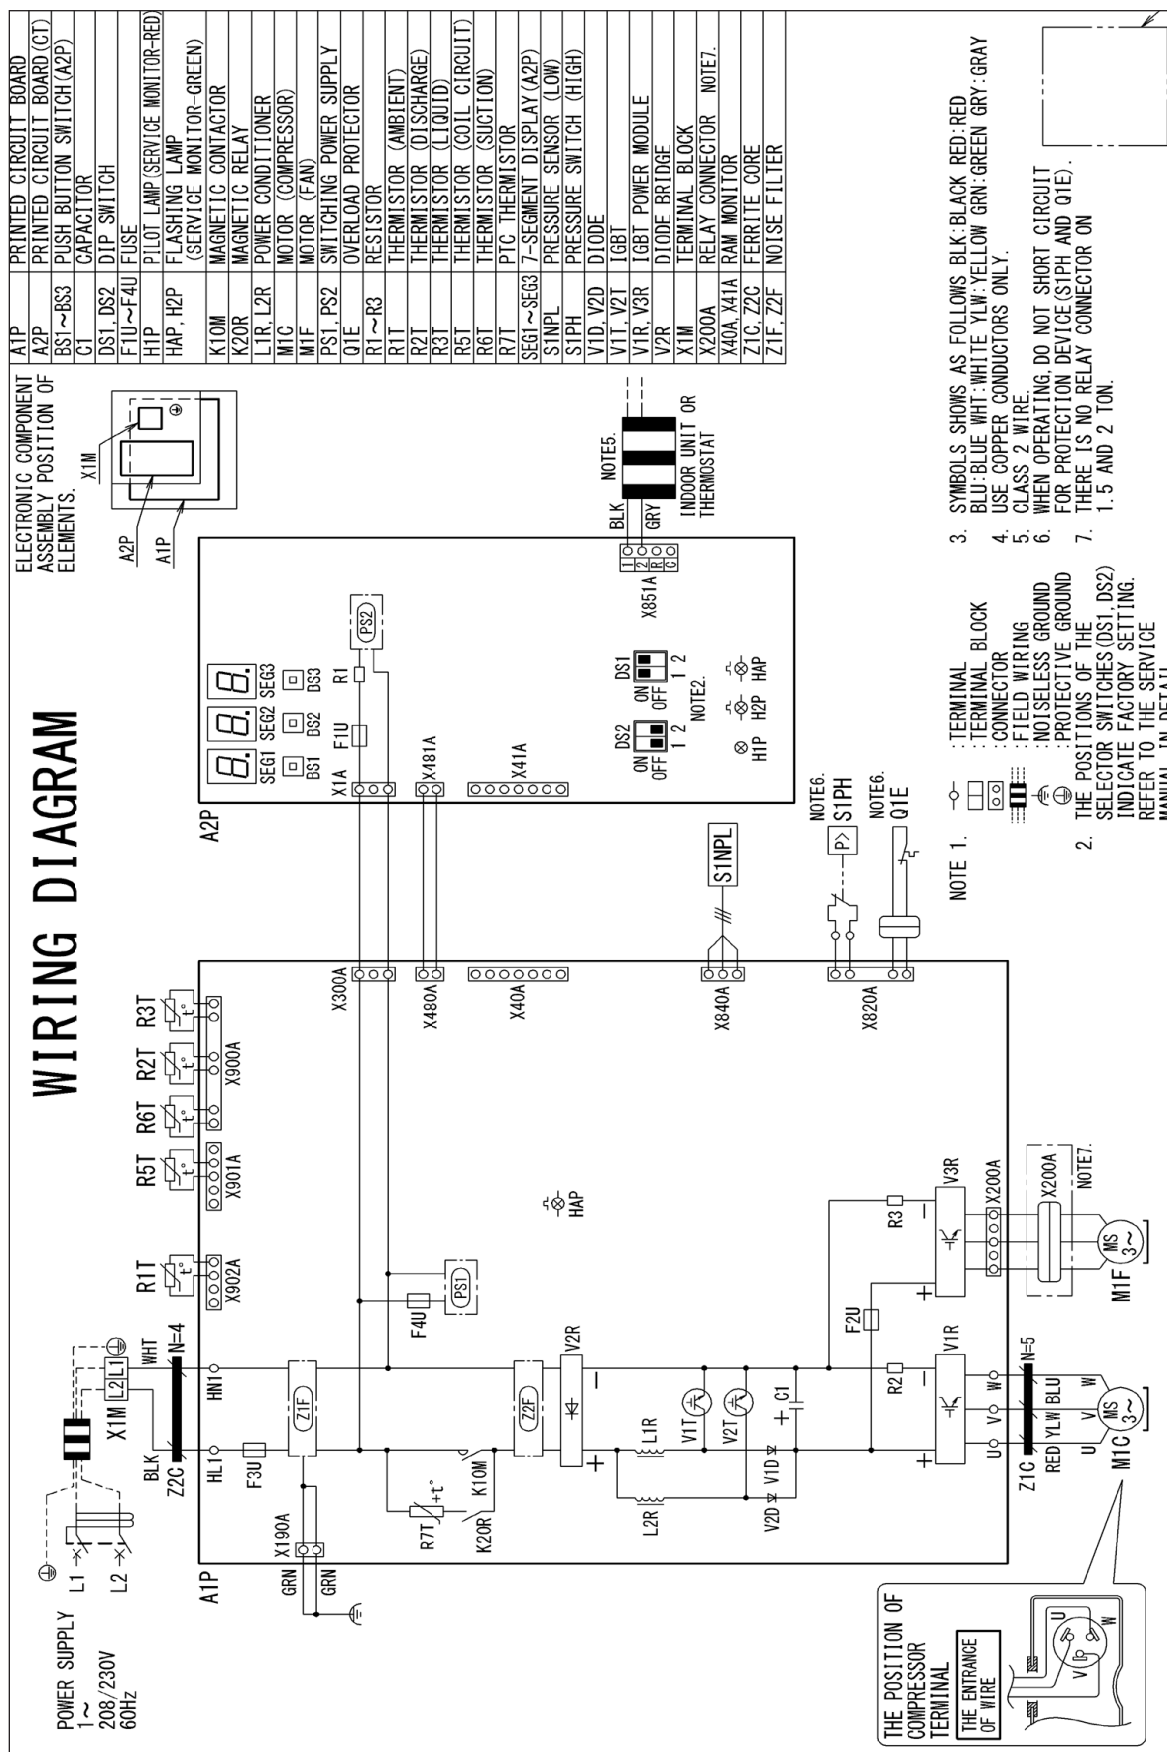 WIRING DIAGRAM
POWER SUPPLY
1~
208/230V
60Hz
L1
L2
X1M
L2 L1
BLK
WHT
Z2C
N=4
HL1
HN1
A1P
F3U
Z1F
X190A
GRN
GRN
R7T
+t°
K10M
K20R
F4U
PS1
Z2F
V2R
+
−
L1R
L2R
V1T
V2T
V1D
V2D
+
C1
R2
F2U
R3
V1R
+
−
V3R
+
−
U
V
W
X200A
X200A
NOTE7.
Z1C
N=5
RED
YLW
BLU
U
V
W
MS
3~
M1C
MS
3~
M1F
HAP
R1T
t°
X902A
R5T
t°
X901A
R6T
t°
R2T
t°
R3T
t°
X900A
X300A
X480A
X40A
X840A
X820A
S1NPL
NOTE6.
P>
S1PH
NOTE6.
Q1E
A2P
SEG1
SEG2
SEG3
BS1
BS2
BS3
X1A
F1U
R1
PS2
X481A
X41A
DS2
ON
OFF
1 2
DS1
ON
OFF
1 2
NOTE2.
H1P
H2P
HAP
X851A
1
2
R
C
BLK
GRY
NOTE5.
INDOOR UNIT OR
THERMOSTAT
ELECTRONIC COMPONENT
ASSEMBLY POSITION OF
ELEMENTS.
X1M
A2P
A1P
A1P PRINTED CIRCUIT BOARD
A2P PRINTED CIRCUIT BOARD(CT)
BS1~BS3 PUSH BUTTON SWITCH(A2P)
C1 CAPACITOR
DS1, DS2 DIP SWITCH
F1U~F4U FUSE
H1P PILOT LAMP(SERVICE MONITOR-RED)
HAP, H2P FLASHING LAMP
(SERVICE MONITOR-GREEN)
K10M MAGNETIC CONTACTOR
K20R MAGNETIC RELAY
L1R, L2R POWER CONDITIONER
M1C MOTOR (COMPRESSOR)
M1F MOTOR (FAN)
PS1, PS2 SWITCHING POWER SUPPLY
Q1E OVERLOAD PROTECTOR
R1~R3 RESISTOR
R1T THERMISTOR (AMBIENT)
R2T THERMISTOR (DISCHARGE)
R3T THERMISTOR (LIQUID)
R5T THERMISTOR (COIL CIRCUIT)
R6T THERMISTOR (SUCTION)
R7T PTC THERMISTOR
SEG1~SEG3 7-SEGMENT DISPLAY(A2P)
S1NPL PRESSURE SENSOR (LOW)
S1PH PRESSURE SWITCH (HIGH)
V1D, V2D DIODE
V1T, V2T IGBT
V1R, V3R IGBT POWER MODULE
V2R DIODE BRIDGE
X1M TERMINAL BLOCK
X200A RELAY CONNECTOR NOTE7.
X40A, X41A RAM MONITOR
Z1C, Z2C FERRITE CORE
Z1F, Z2F NOISE FILTER
NOTE 1.
:TERMINAL
:TERMINAL BLOCK
:CONNECTOR
:FIELD WIRING
:NOISELESS GROUND
:PROTECTIVE GROUND
2. THE POSITIONS OF THE
SELECTOR SWITCHES(DS1, DS2)
INDICATE FACTORY SETTING.
REFER TO THE SERVICE
MANUAL IN DETAIL
3. SYMBOLS SHOWS AS FOLLOWS BLK:BLACK RED:RED
BLU:BLUE WHT:WHITE YLW:YELLOW GRN:GREEN GRY:GRAY
4. USE COPPER CONDUCTORS ONLY.
5. CLASS 2 WIRE.
6. WHEN OPERATING, DO NOT SHORT CIRCUIT
FOR PROTECTION DEVICE(S1PH AND Q1E).
7. THERE IS NO RELAY CONNECTOR ON
1.5 AND 2 TON.
THE POSITION OF
COMPRESSOR
TERMINAL
THE ENTRANCE
OF WIRE
U
V
W